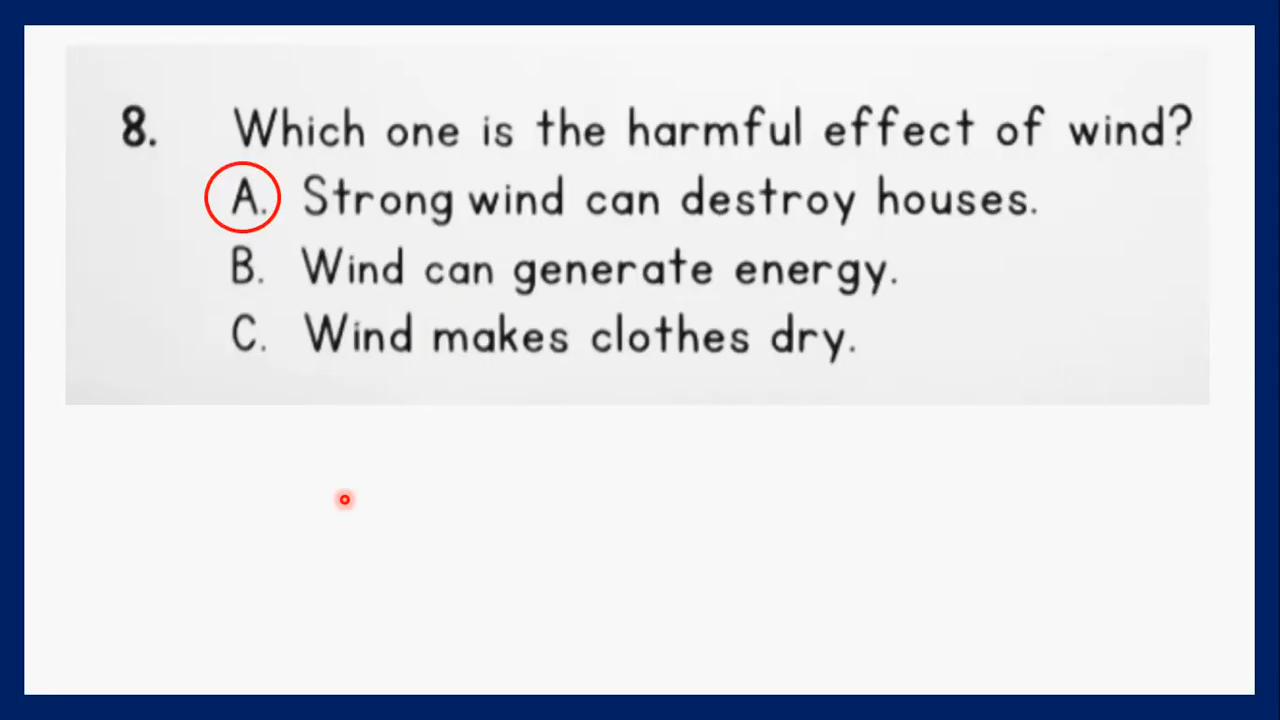 8. Which one is the harmful effect of wind?
A. Strong wind can destroy houses.
B. Wind can generate energy.
C. Wind makes clothes dry.